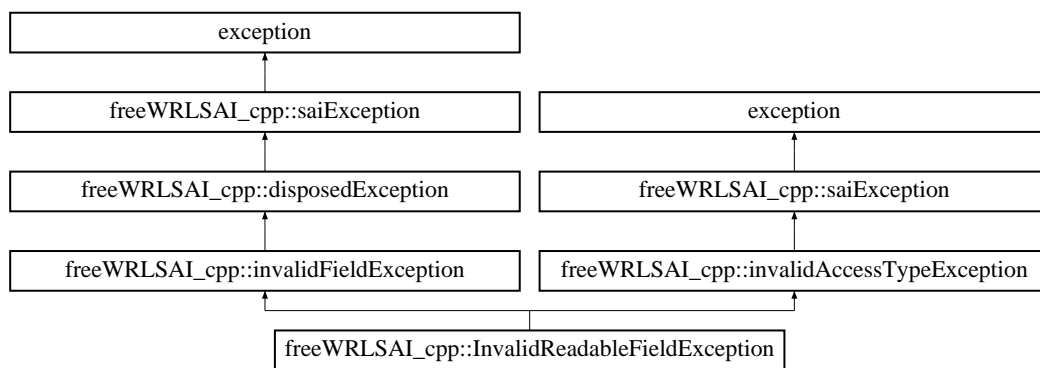 exception
freeWRLSAI_cpp::saiException
exception
freeWRLSAI_cpp::disposedException
freeWRLSAI_cpp::saiException
freeWRLSAI_cpp::invalidFieldException
freeWRLSAI_cpp::invalidAccessTypeException
freeWRLSAI_cpp::InvalidReadableFieldException